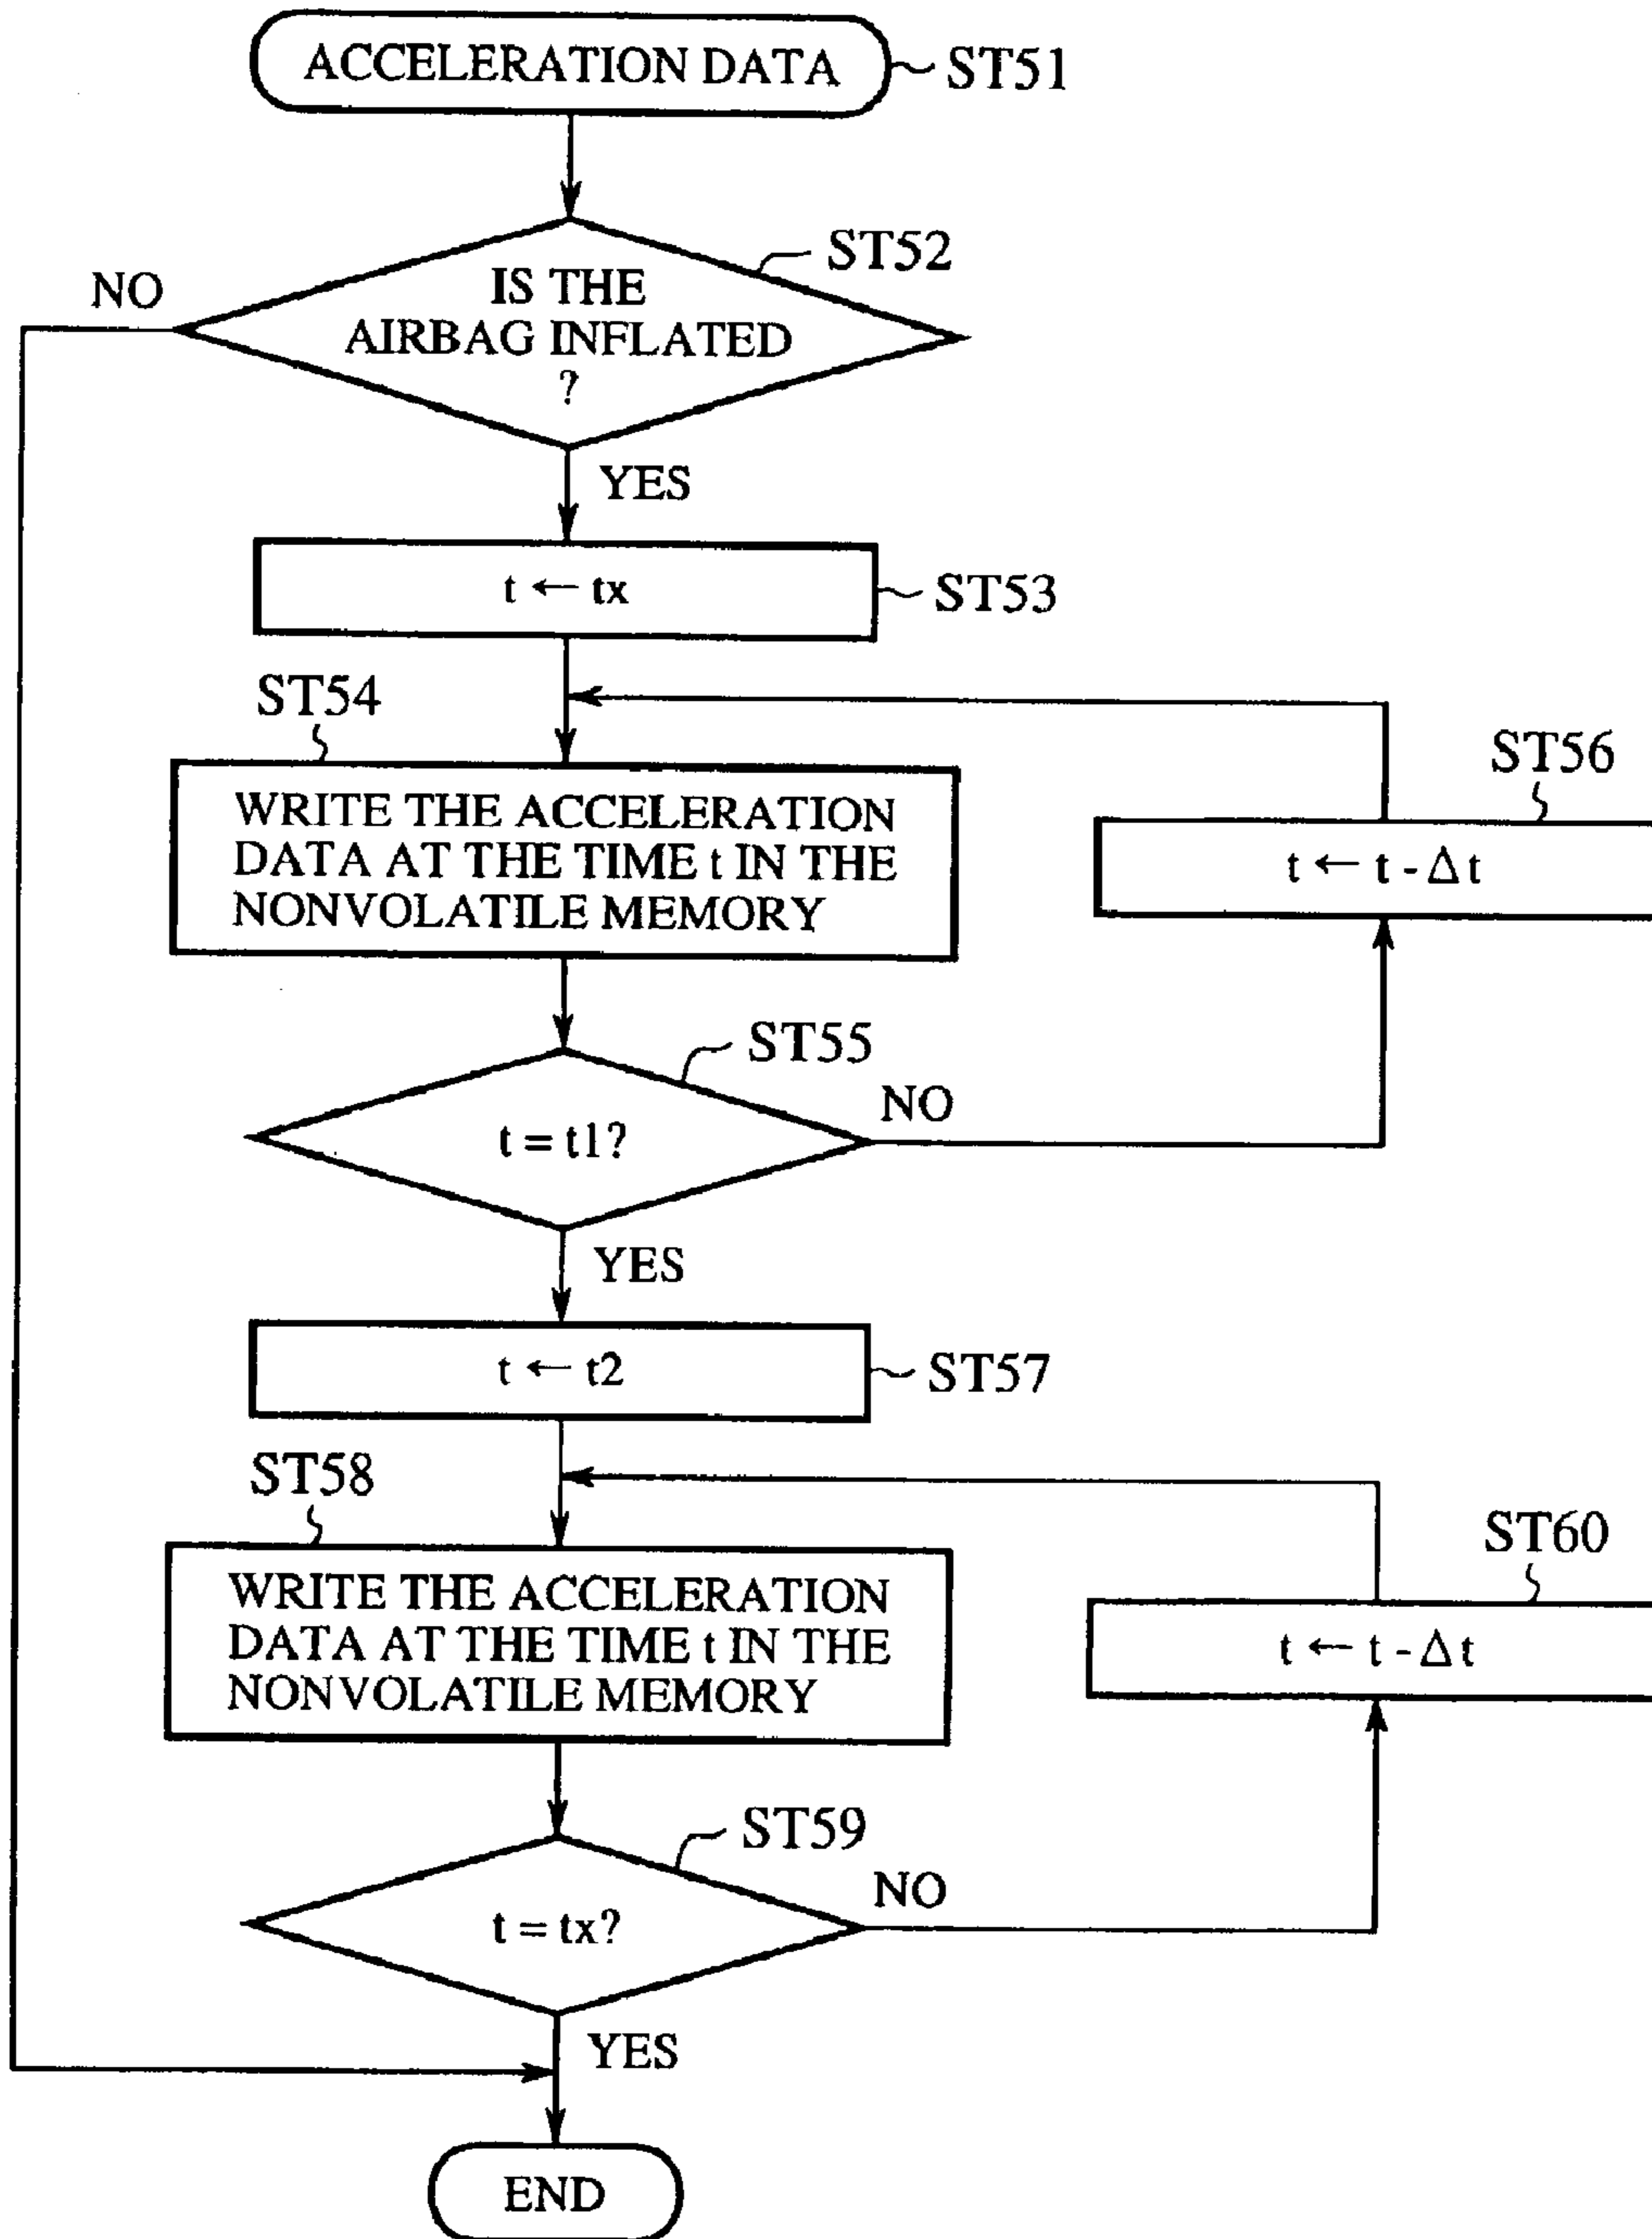 ACCELERATION DATA
ST51
ST52
NO
IS THE
AIRBAG INFLATED
?
YES
t ← tx
ST53
ST54
WRITE THE ACCELERATION
DATA AT THE TIME t IN THE
NONVOLATILE MEMORY
ST56
t ← t - Δt
ST55
t = t1?
NO
YES
t ← t2
ST57
ST58
WRITE THE ACCELERATION
DATA AT THE TIME t IN THE
NONVOLATILE MEMORY
ST60
t ← t - Δt
ST59
t = tx?
NO
YES
END